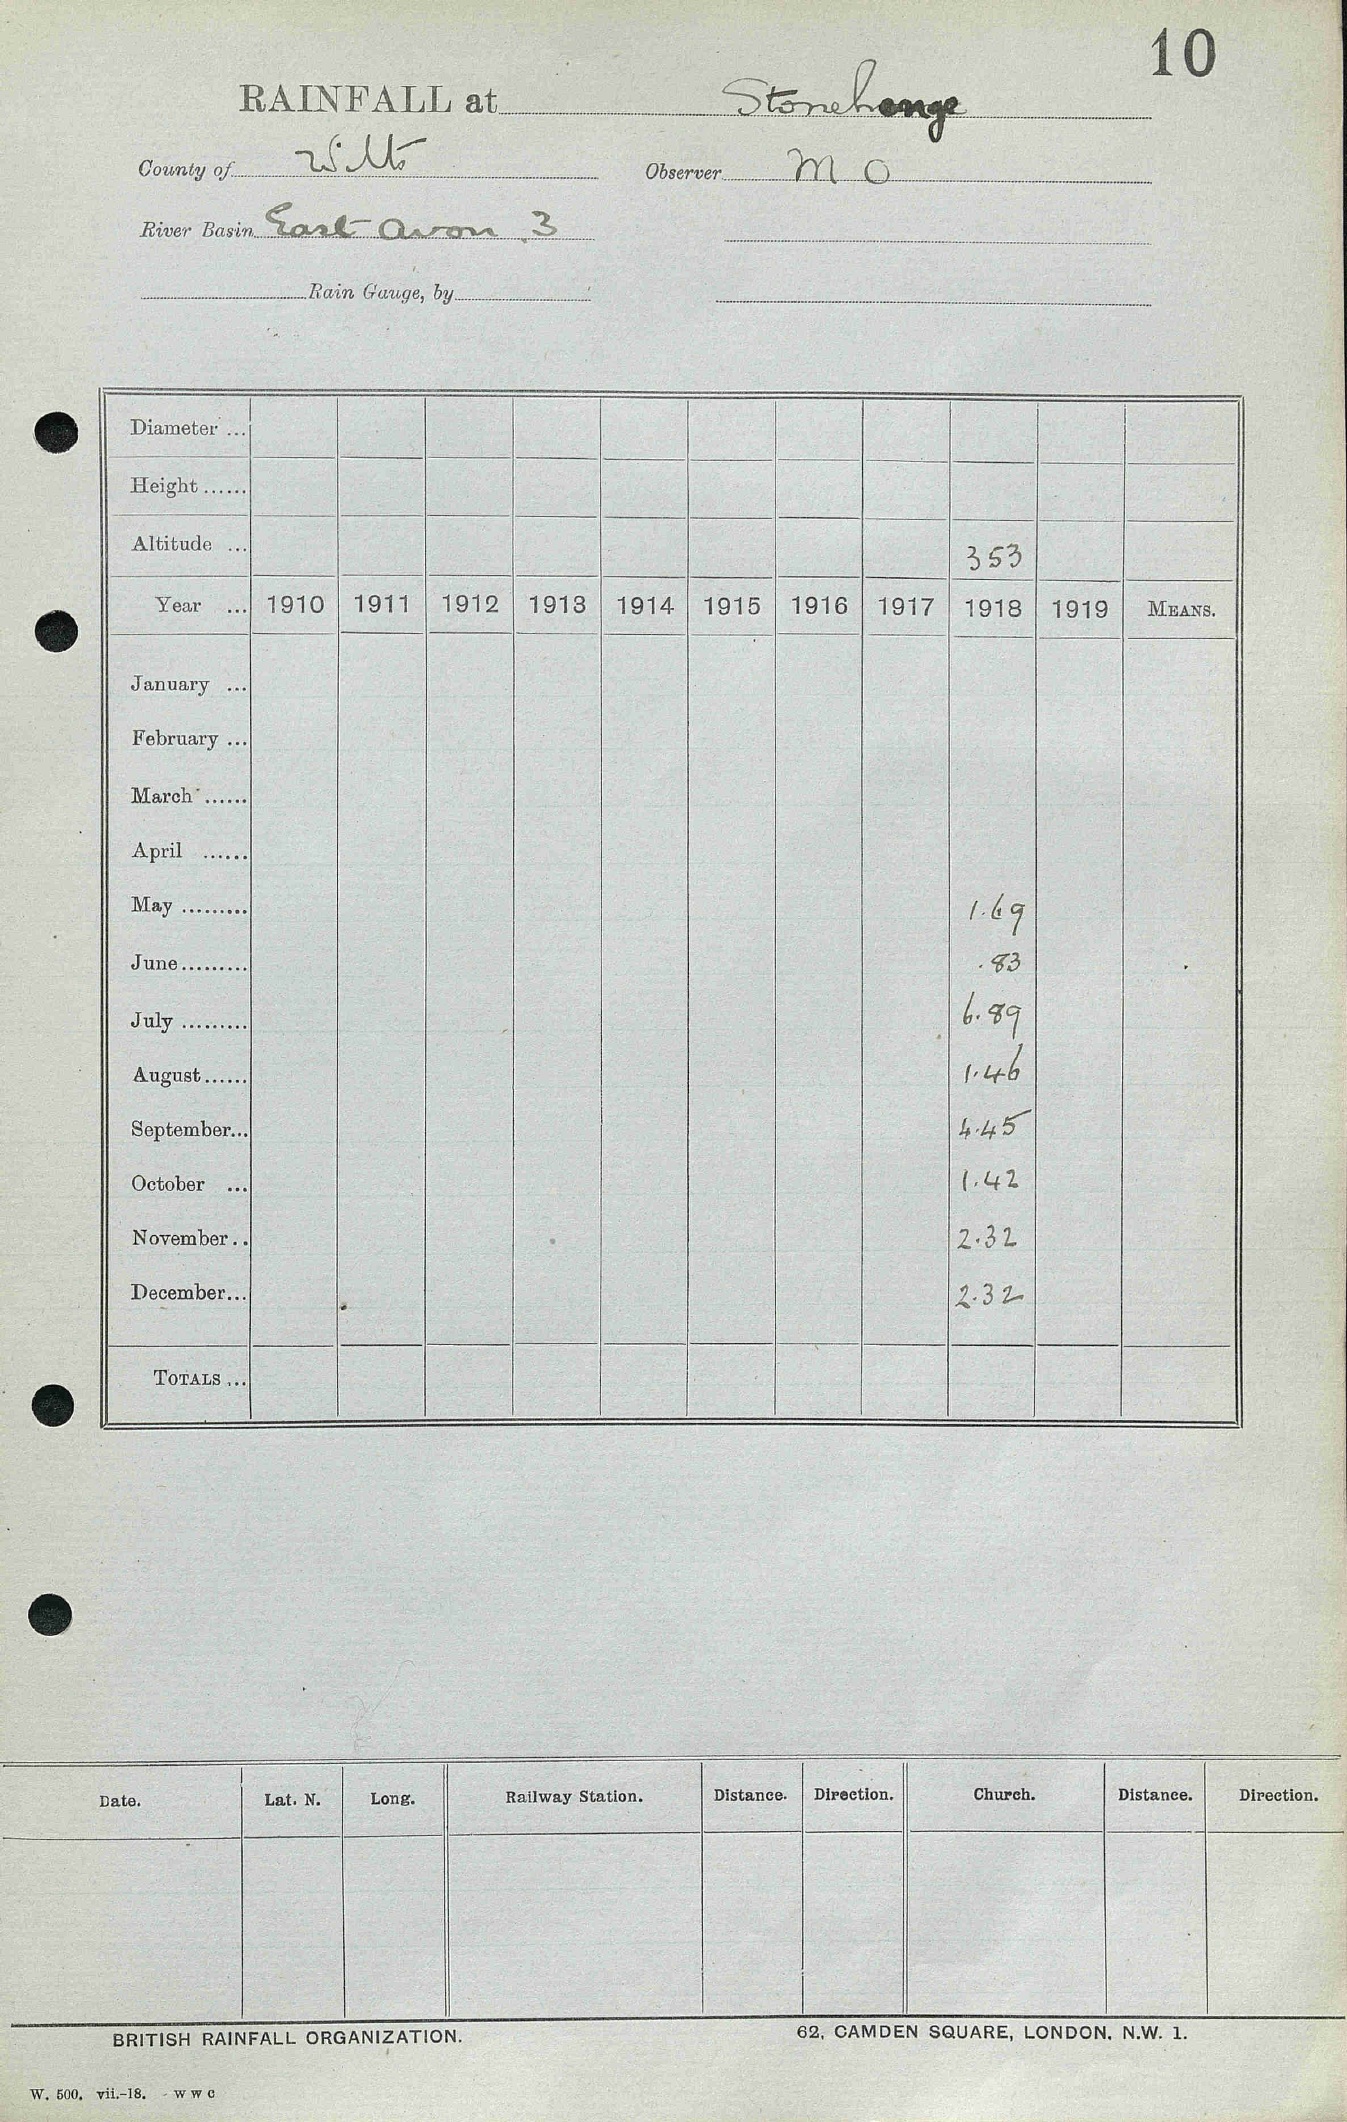 10
RAINFALL at Stonehenge
County of Wilts Observer M O
River Basin East Avon 3
Rain Gauge, by
Diameter ...
Height ......
Altitude ... 353
Year ... 1910 1911 1912 1913 1914 1915 1916 1917 1918 1919 MEANS.
January ...
February ...
March ......
April ......
May ......... 1.69
June ......... .83
July ......... 6.89
August ...... 1.46
September... 4.45
October ... 1.42
November .. 2.32
December... 2.32
TOTALS ...
Date. Lat. N. Long. Railway Station. Distance. Direction. Church. Distance. Direction.
BRITISH RAINFALL ORGANIZATION. 62, CAMDEN SQUARE, LONDON. N.W. 1.
W. 500. vii.-18. - W W C